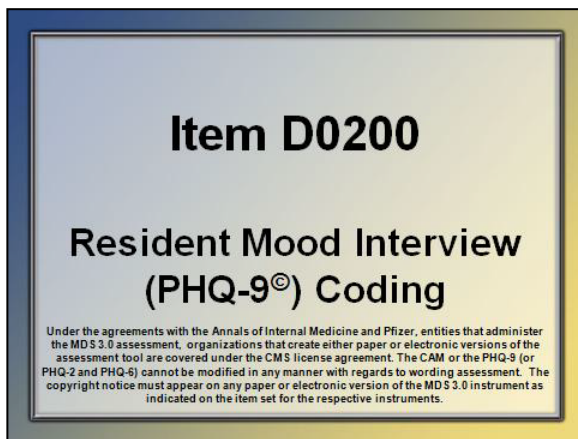 Item D0200
Resident Mood Interview
(PHQ-9©) Coding
Under the agreements with the Annals of Internal Medicine and Pfizer, entities that administer
the MDS 3.0 assessment, organizations that create either paper or electronic versions of the
assessment tool are covered under the CMS license agreement. The CAM or the PHQ-9 (or
PHQ-2 and PHQ-6) cannot be modified in any manner with regards to wording assessment. The
copyright notice must appear on any paper or electronic version of the MDS 3.0 instrument as
indicated on the item set for the respective instruments.